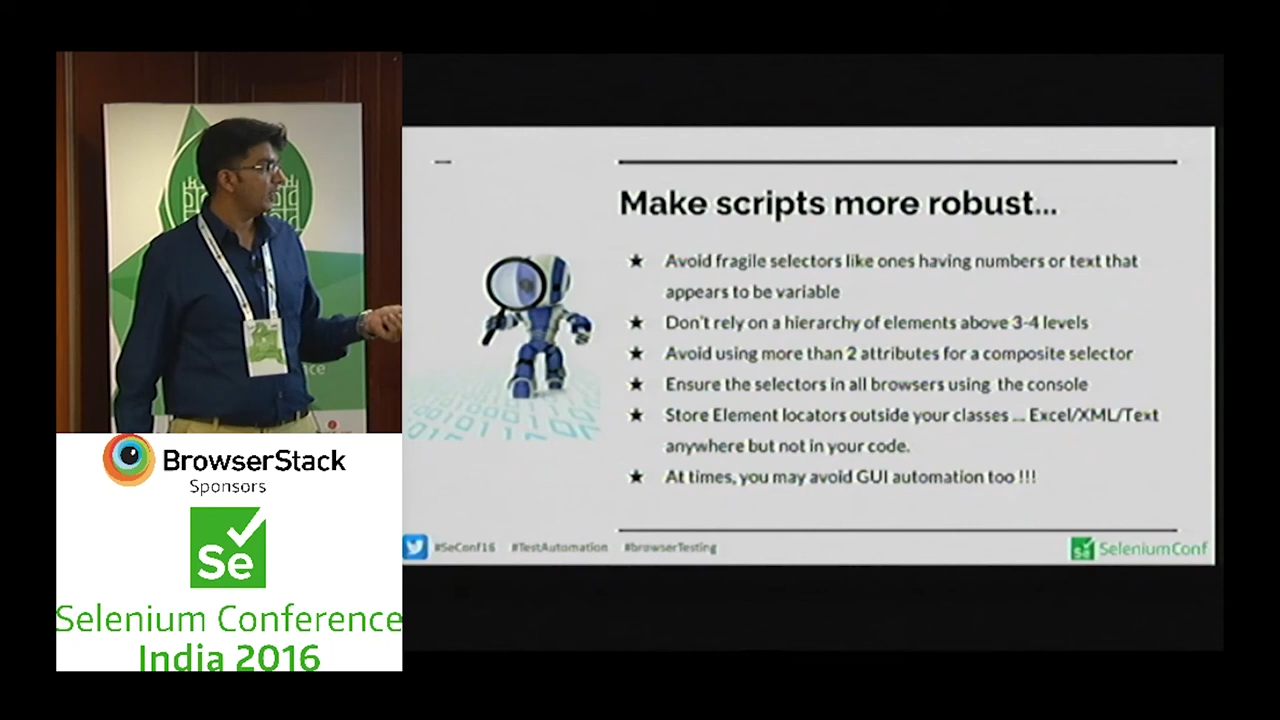 Make scripts more robust...
★ Avoid fragile selectors like ones having numbers or text that
appears to be variable
★ Don't rely on a hierarchy of elements above 3-4 levels
★ Avoid using more than 2 attributes for a composite selector
★ Ensure the selectors in all browsers using the console
★ Store Element locators outside your classes ... Excel/XML/Text
anywhere but not in your code.
★ At times, you may avoid GUI automation too !!!
#SeConf16 #TestAutomation #browserTesting
Se SeleniumConf
BrowserStack
Sponsors
Se
Selenium Conference
India 2016